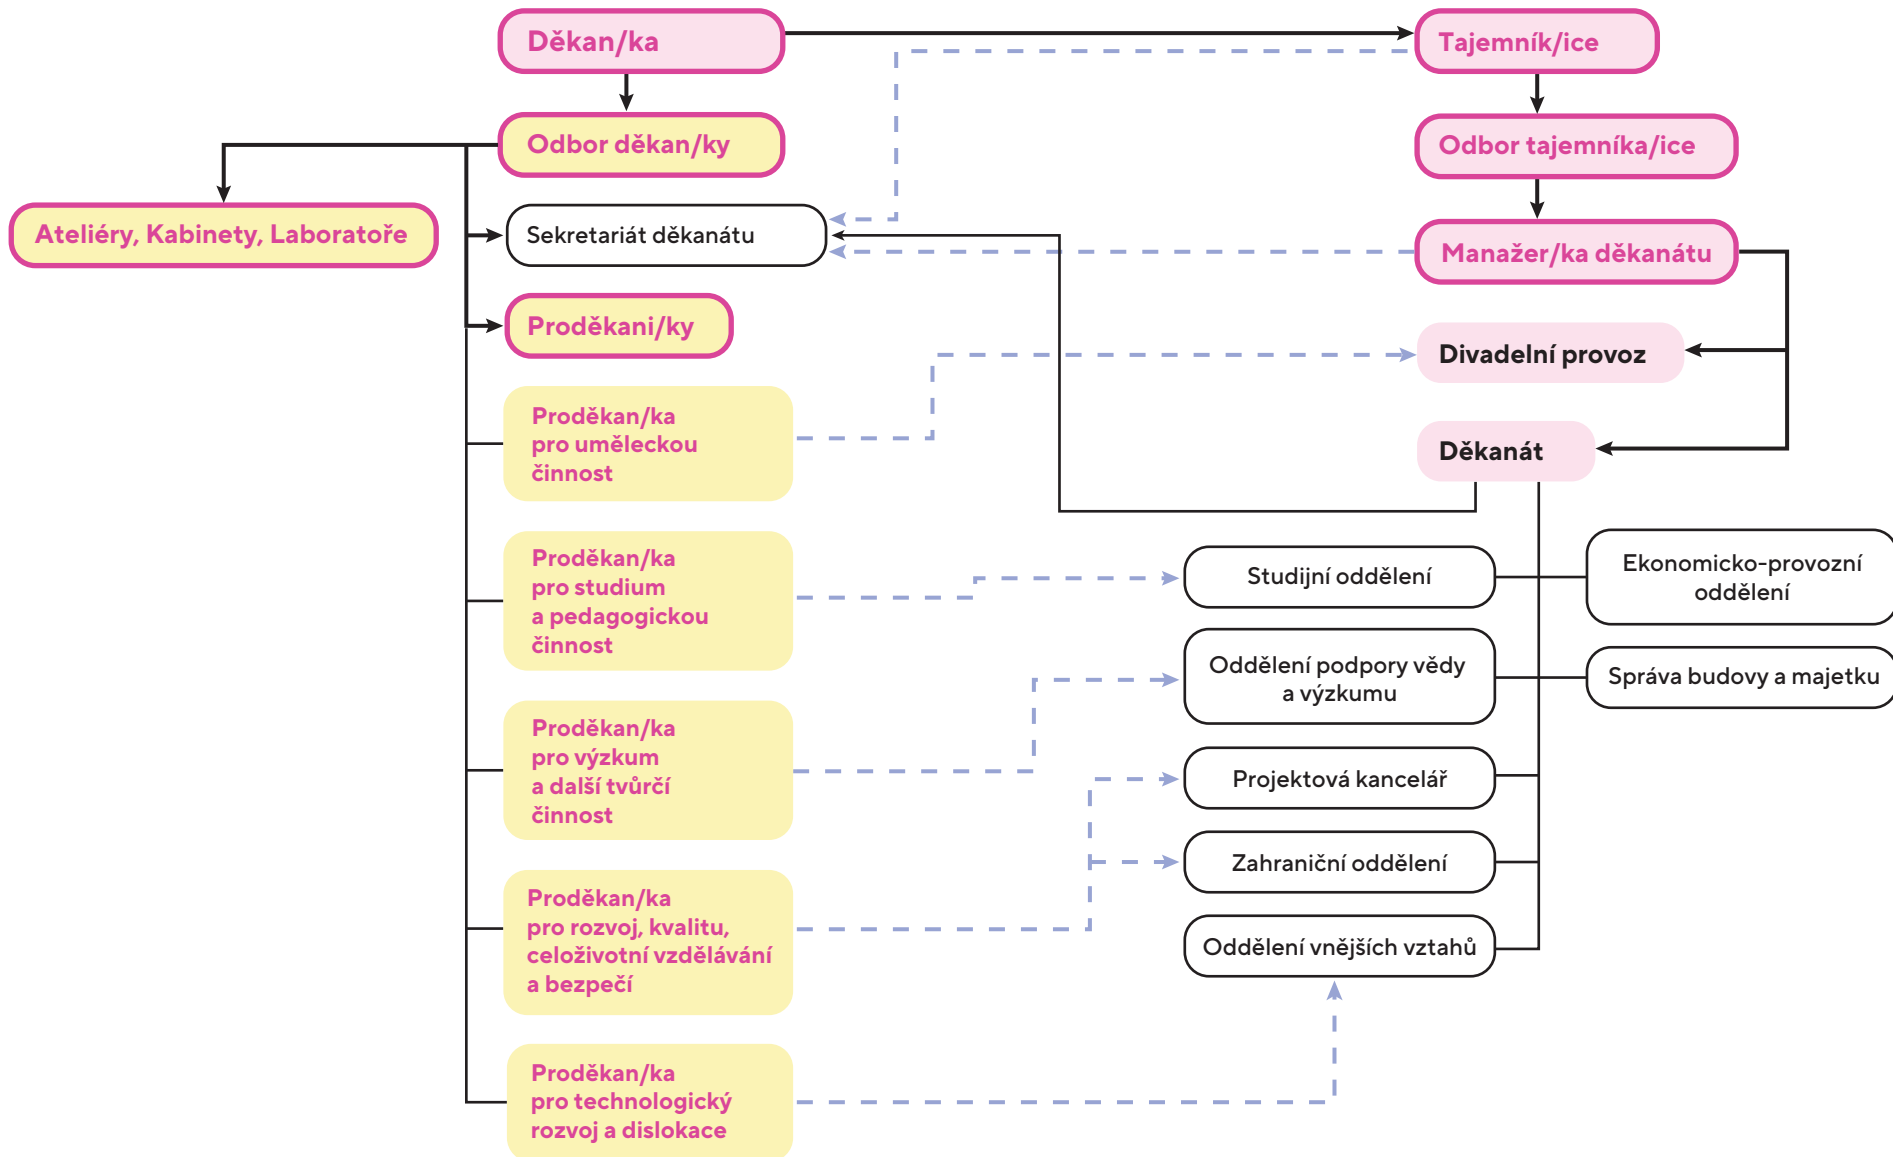 Děkan/ka
Tajemník/ice
Odbor děkan/ky
Odbor tajemníka/ice
Ateliéry, Kabinety, Laboratoře
Sekretariát děkanátu
Manažer/ka děkanátu
Proděkani/ky
Divadelní provoz
Proděkan/ka
pro uměleckou
činnost
Děkanát
Proděkan/ka
pro studium
a pedagogickou
činnost
Studijní oddělení
Ekonomicko-provozní
oddělení
Oddělení podpory vědy
a výzkumu
Správa budovy a majetku
Proděkan/ka
pro výzkum
a další tvůrčí
činnost
Projektová kancelář
Zahraniční oddělení
Proděkan/ka
pro rozvoj, kvalitu,
celoživotní vzdělávání
a bezpečí
Oddělení vnějších vztahů
Proděkan/ka
pro technologický
rozvoj a dislokace